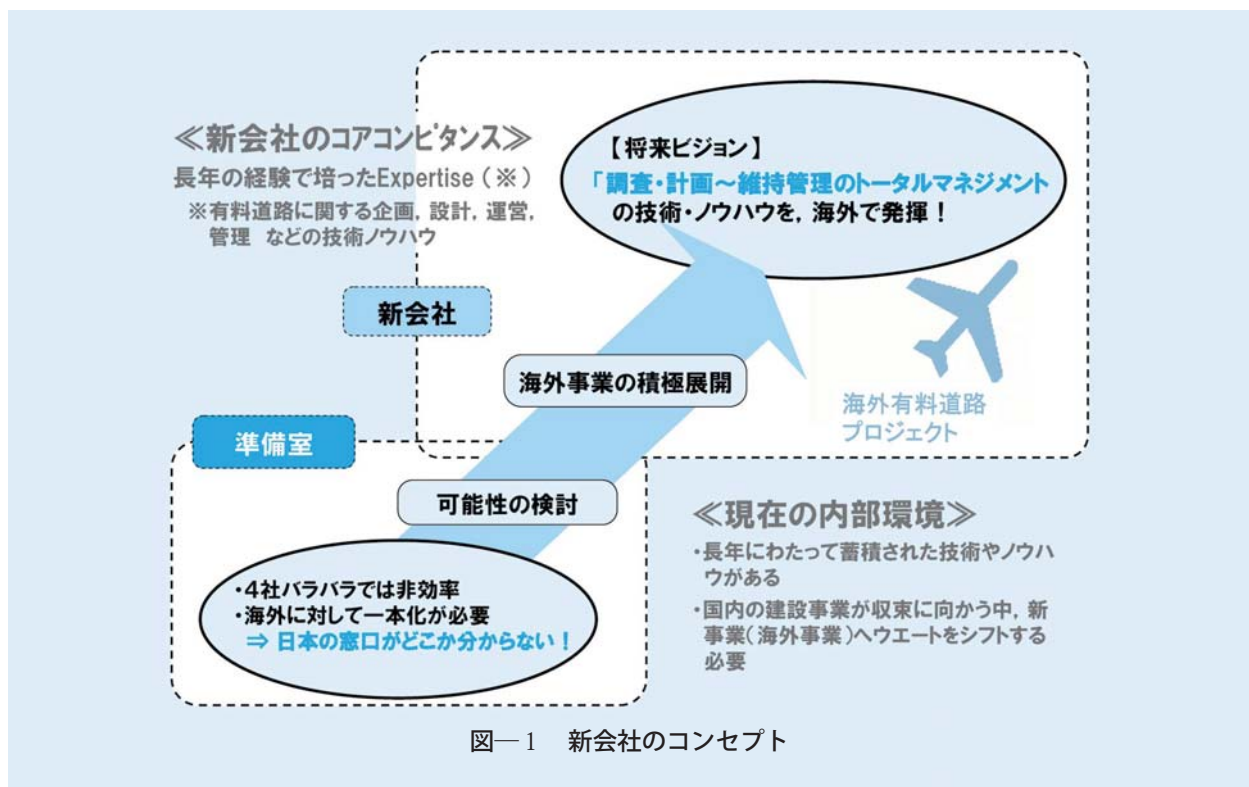 ≪新会社のコアコンピタンス≫
長年の経験で培ったExpertise（※）
※有料道路に関する企画，設計，運営，
管理 などの技術ノウハウ
【将来ビジョン】
「調査・計画～維持管理のトータルマネジメント
の技術・ノウハウを，海外で発揮！
新会社
海外事業の積極展開
海外有料道路
プロジェクト
準備室
可能性の検討
・4社バラバラでは非効率
・海外に対して一本化が必要
⇒ 日本の窓口がどこか分からない！
≪現在の内部環境≫
・長年にわたって蓄積された技術やノウハ
ウがある
・国内の建設事業が収束に向かう中，新
事業（海外事業）へウエートをシフトする
必要
図―1 新会社のコンセプト